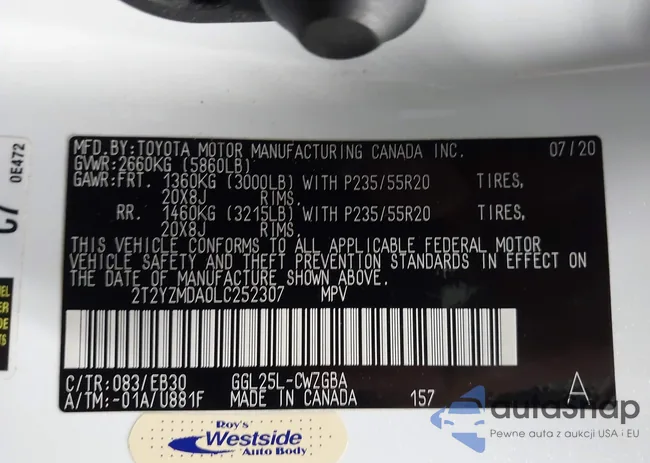 MFD.BY:TOYOTA MOTOR MANUFACTURING CANADA INC. 07/20
GVWR:2660KG (5860LB)
GAWR:FRT. 1360KG (3000LB) WITH P235/55R20 TIRES,
20X8J RIMS.
RR. 1460KG (3215LB) WITH P235/55R20 TIRES,
20X8J RIMS.
THIS VEHICLE CONFORMS TO ALL APPLICABLE FEDERAL MOTOR
VEHICLE SAFETY AND THEFT PREVENTION STANDARDS IN EFFECT ON
THE DATE OF MANUFACTURE SHOWN ABOVE.
2T2YZMDA0LC252307 MPV
C/TR:083/EB30 GGL25L-CWZGBA
A/TM:-01A/U881F MADE IN CANADA 157 A
0E472
C7
Roy's
Westside
Auto Body
autoSnap
Pewne auta z aukcji USA i EU